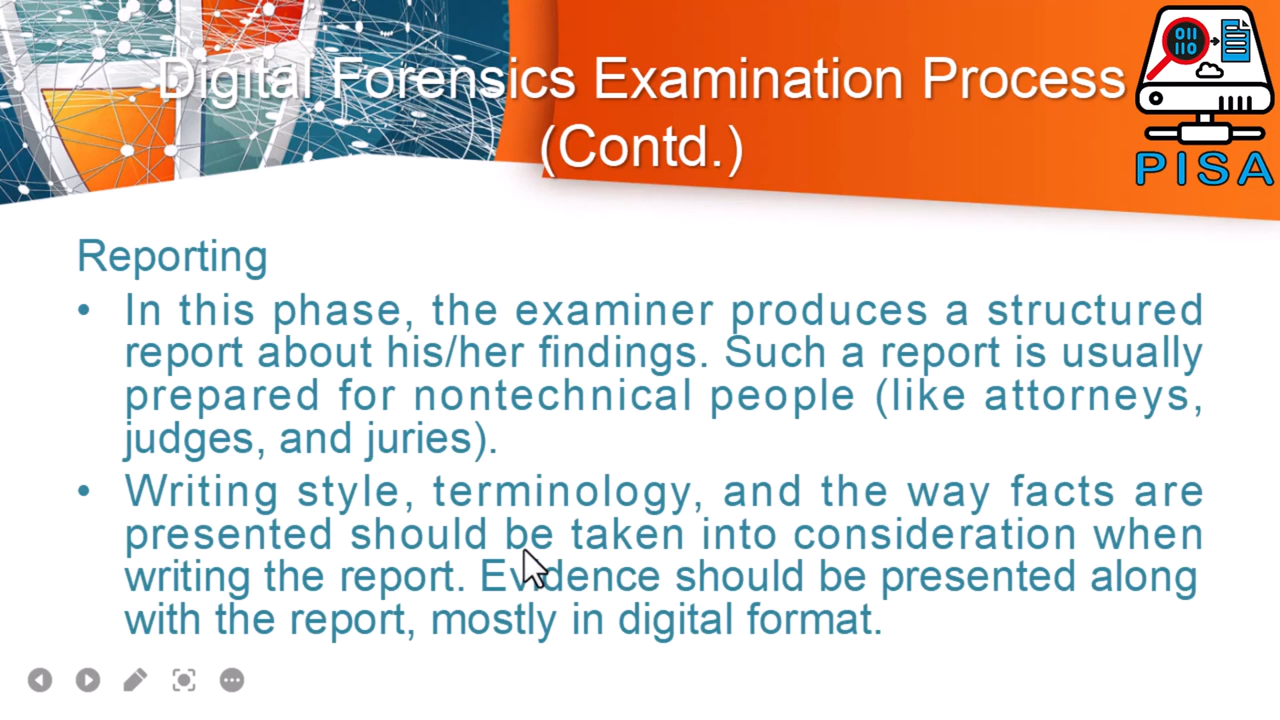 Digital Forensics Examination Process
(Contd.)
011
110
PISA
Reporting
• In this phase, the examiner produces a structured
report about his/her findings. Such a report is usually
prepared for nontechnical people (like attorneys,
judges, and juries).
• Writing style, terminology, and the way facts are
presented should be taken into consideration when
writing the report. Evidence should be presented along
with the report, mostly in digital format.